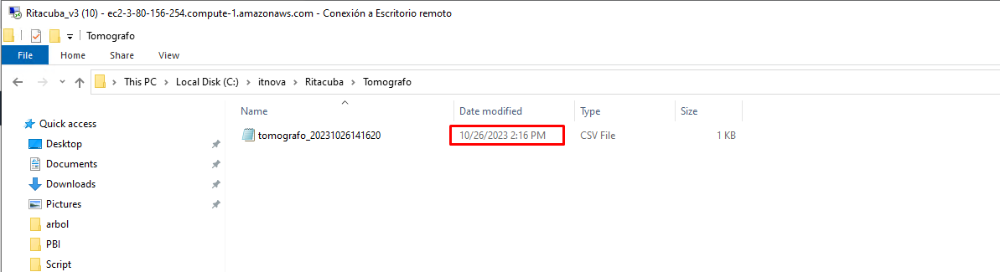 Ritacuba_v3 (10) - ec2-3-80-156-254.compute-1.amazonaws.com - Conexión a Escritorio remoto
Tomografo
File Home Share View
This PC > Local Disk (C:) > itnova > Ritacuba > Tomografo
Name Date modified Type Size
Quick access
tomografo_20231026141620 10/26/2023 2:16 PM CSV File 1 KB
Desktop
Documents
Downloads
Pictures
arbol
PBI
Script